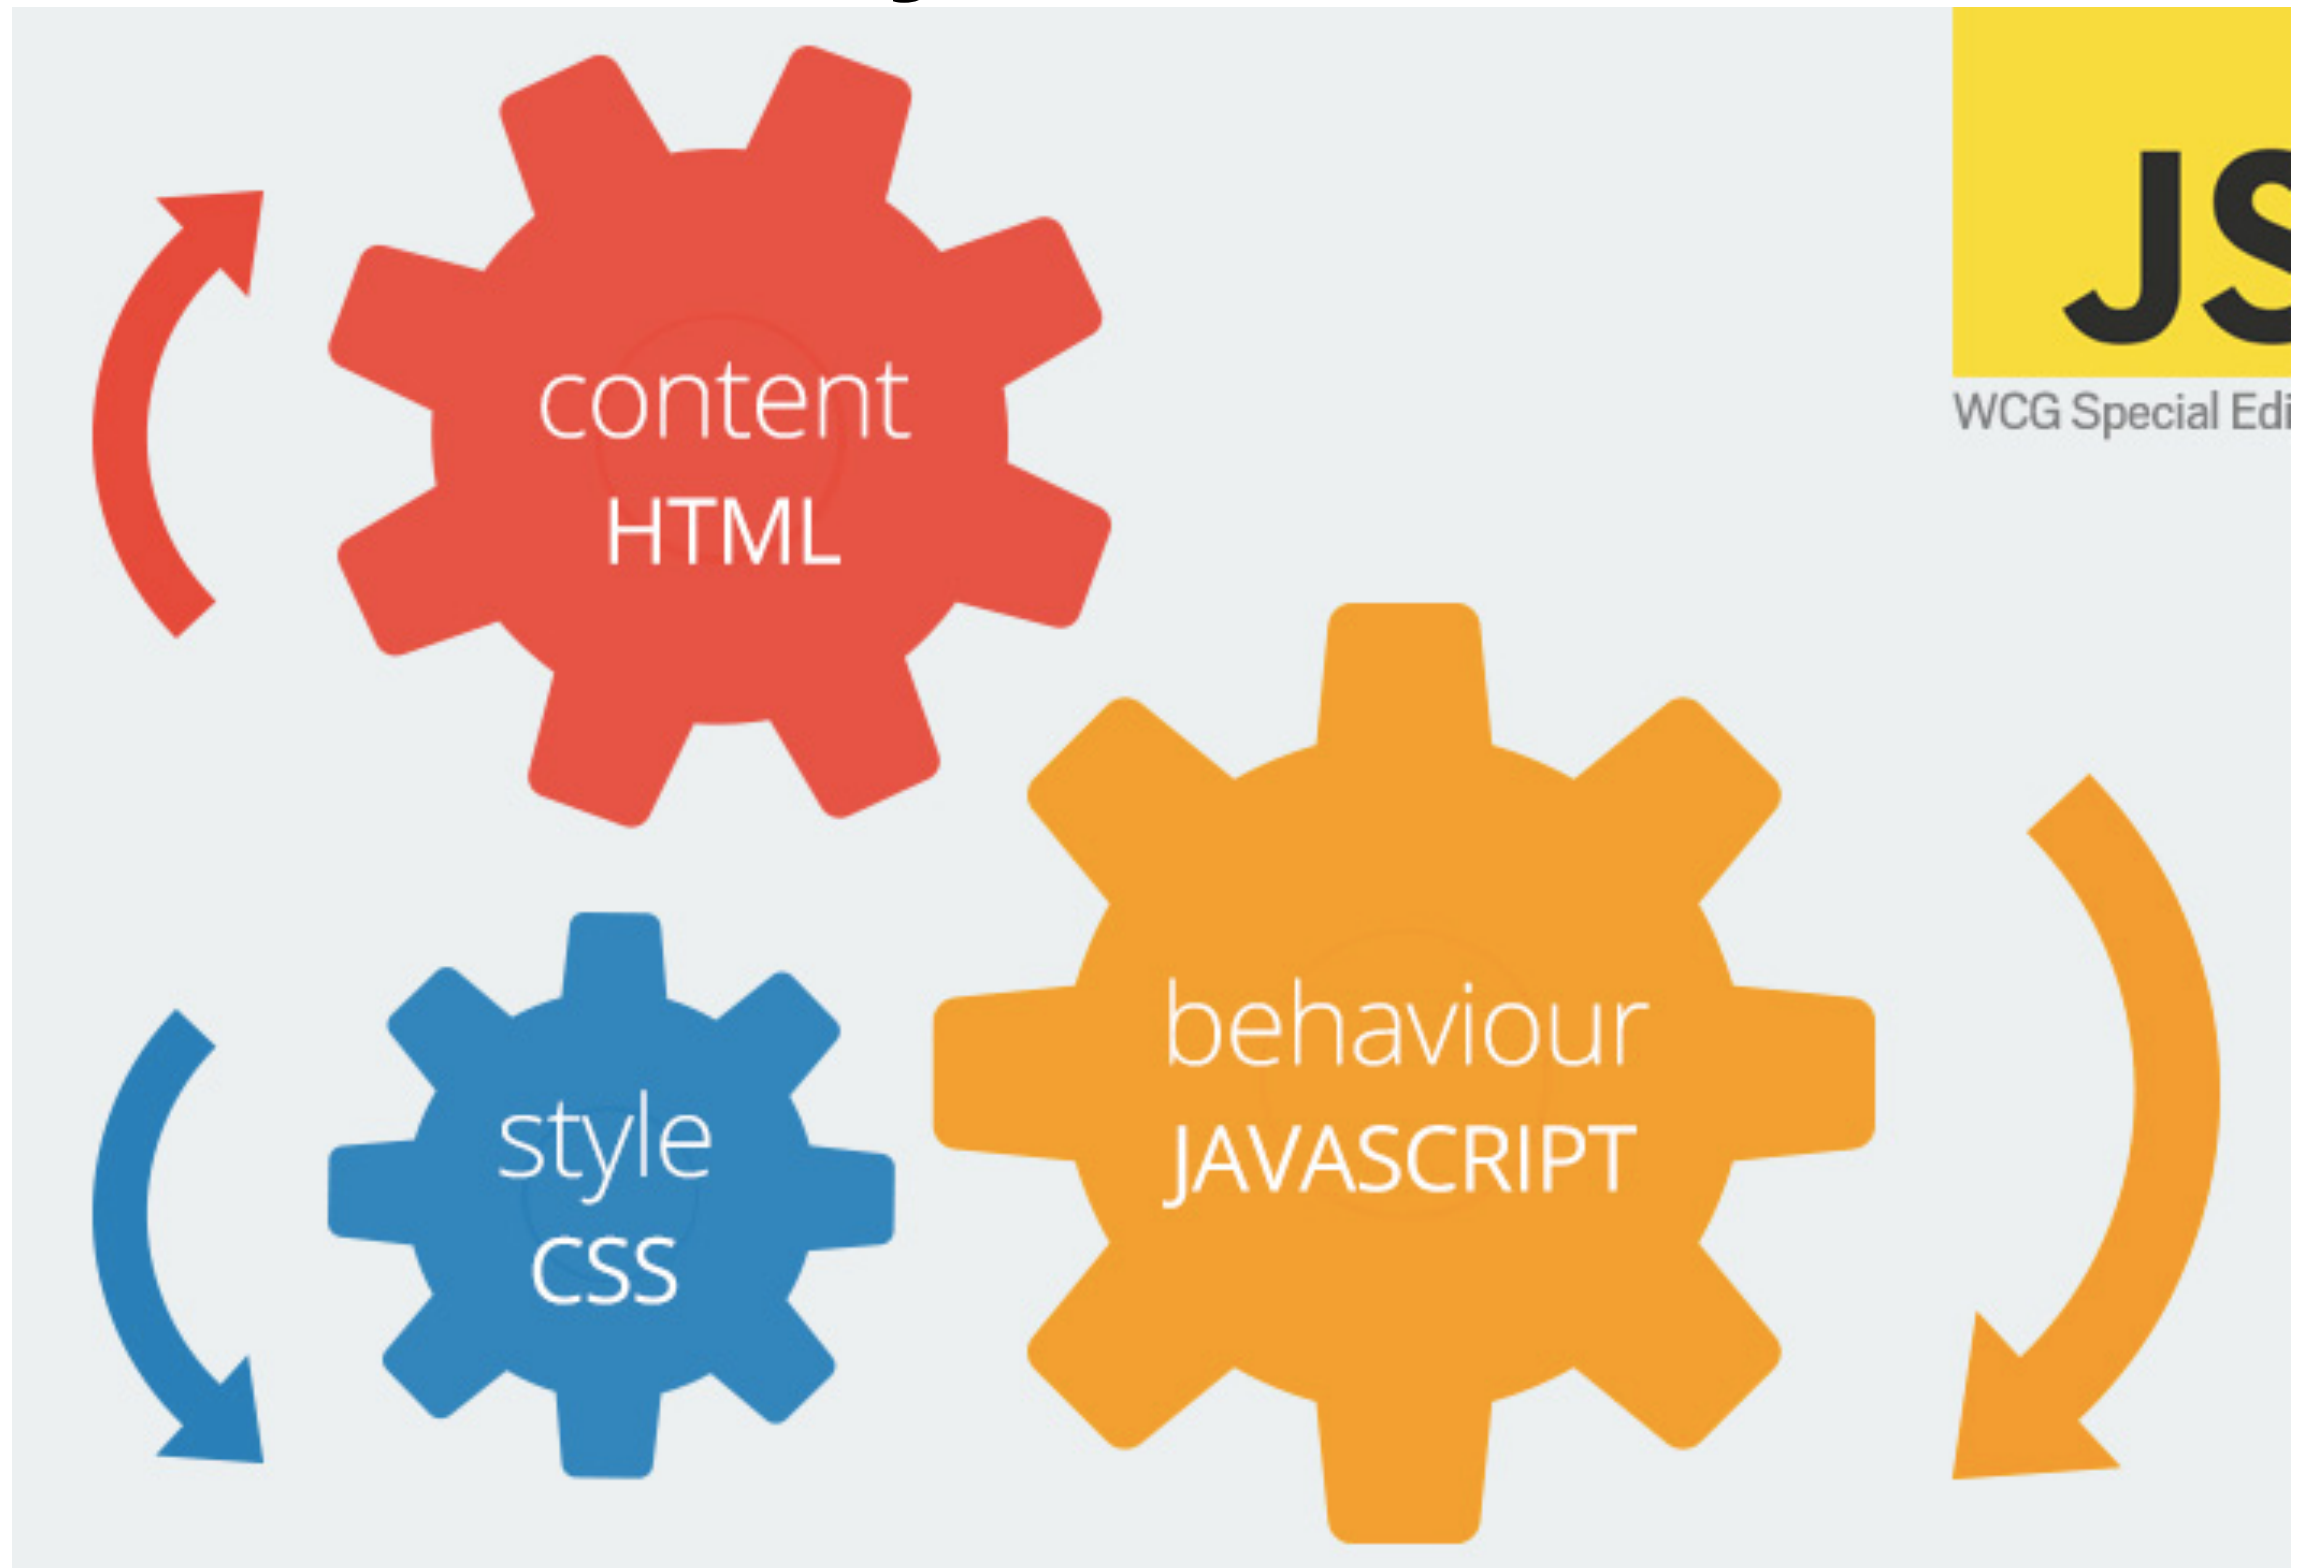 content
HTML
JS
WCG Special Edi
behaviour
JAVASCRIPT
style
CSS